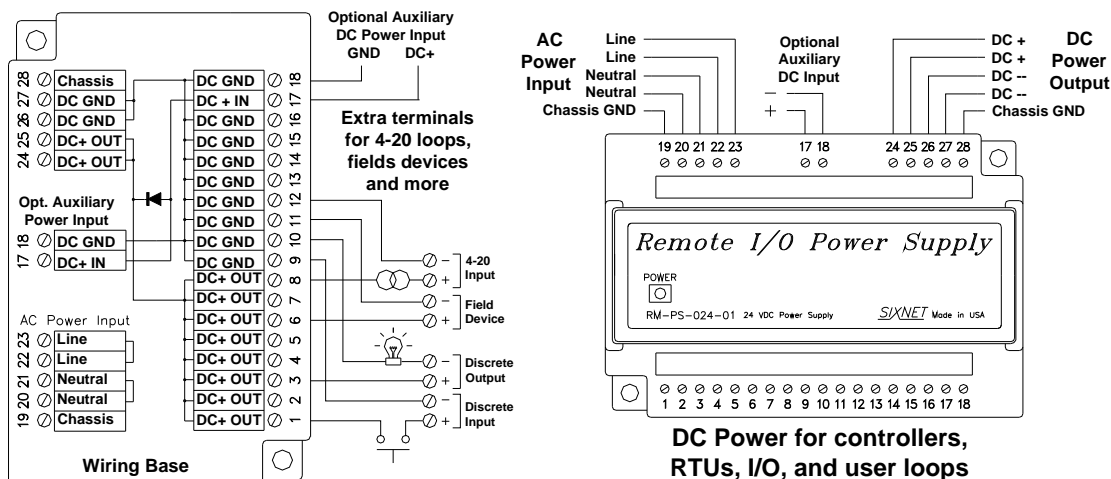 Optional Auxiliary
DC Power Input
GND DC+
28 Chassis
27 DC GND
26 DC GND
25 DC+ OUT
24 DC+ OUT
Opt. Auxiliary
Power Input
18 DC GND
17 DC+ IN
AC Power Input
23 Line
22 Line
21 Neutral
20 Neutral
19 Chassis
DC GND 18
DC + IN 17
DC GND 16
DC GND 15
DC GND 14
DC GND 13
DC GND 12
DC GND 11
DC GND 10
DC GND 9
DC+ OUT 8
DC+ OUT 7
DC+ OUT 6
DC+ OUT 5
DC+ OUT 4
DC+ OUT 3
DC+ OUT 2
DC+ OUT 1
Wiring Base
Extra terminals
for 4-20 loops,
fields devices
and more
− 4-20
+ Input
− Field
+ Device
− Discrete
+ Output
− Discrete
+ Input
AC
Power
Input
Line
Line
Neutral
Neutral
Chassis GND
Optional
Auxiliary
DC Input
−
+
DC +
DC +
DC --
DC --
Chassis GND
DC
Power
Output
19 20 21 22 23 17 18 24 25 26 27 28
Remote I/O Power Supply
POWER
RM-PS-024-01 24 VDC Power Supply SIXNET Made in USA
1 2 3 4 5 6 7 8 9 10 11 12 13 14 15 16 17 18
DC Power for controllers,
RTUs, I/O, and user loops